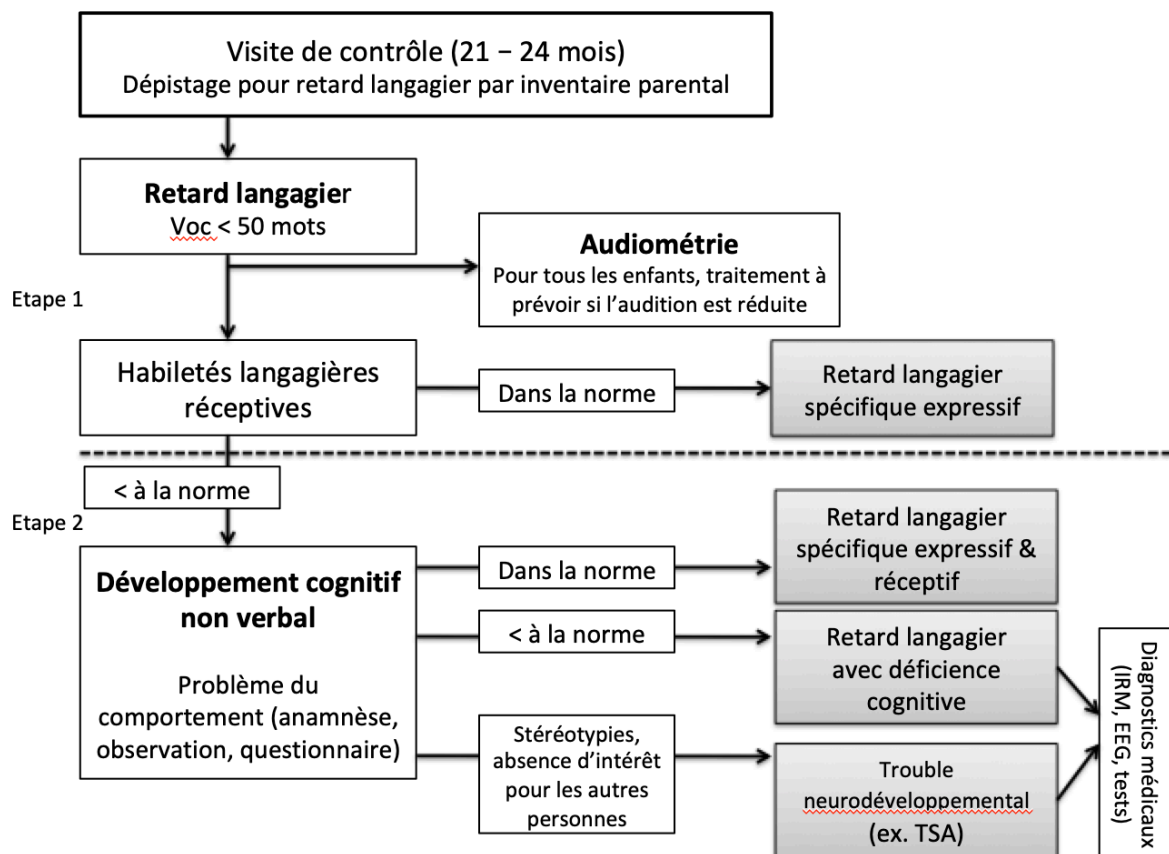 Visite de contrôle (21 – 24 mois)
Dépistage pour retard langagier par inventaire parental
Retard langagier
Voc < 50 mots
Audiométrie
Pour tous les enfants, traitement à
prévoir si l’audition est réduite
Etape 1
Habiletés langagières
réceptives
Dans la norme
Retard langagier
spécifique expressif
< à la norme
Etape 2
Développement cognitif
non verbal
Problème du
comportement (anamnèse,
observation, questionnaire)
Dans la norme
Retard langagier
spécifique expressif &
réceptif
< à la norme
Retard langagier
avec déficience
cognitive
Stéréotypies,
absence d’intérêt
pour les autres
personnes
Trouble
neurodéveloppemental
(ex. TSA)
Diagnostics médicaux
(IRM, EEG, tests)